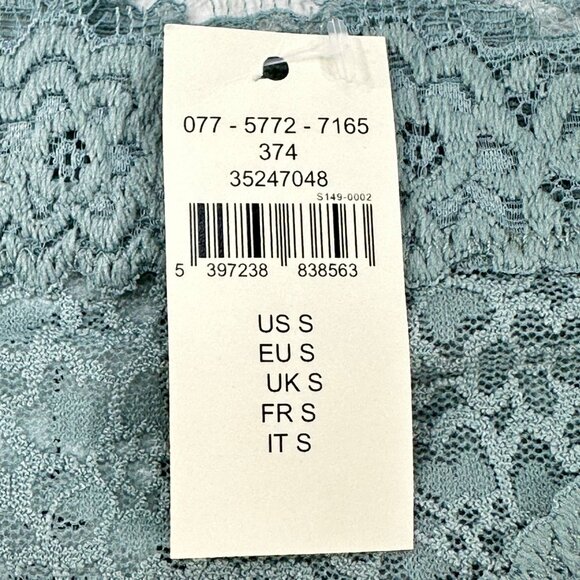 077 - 5772 - 7165
374
35247048
S149-0002
5 397238 838563
US S
EU S
UK S
FR S
IT S